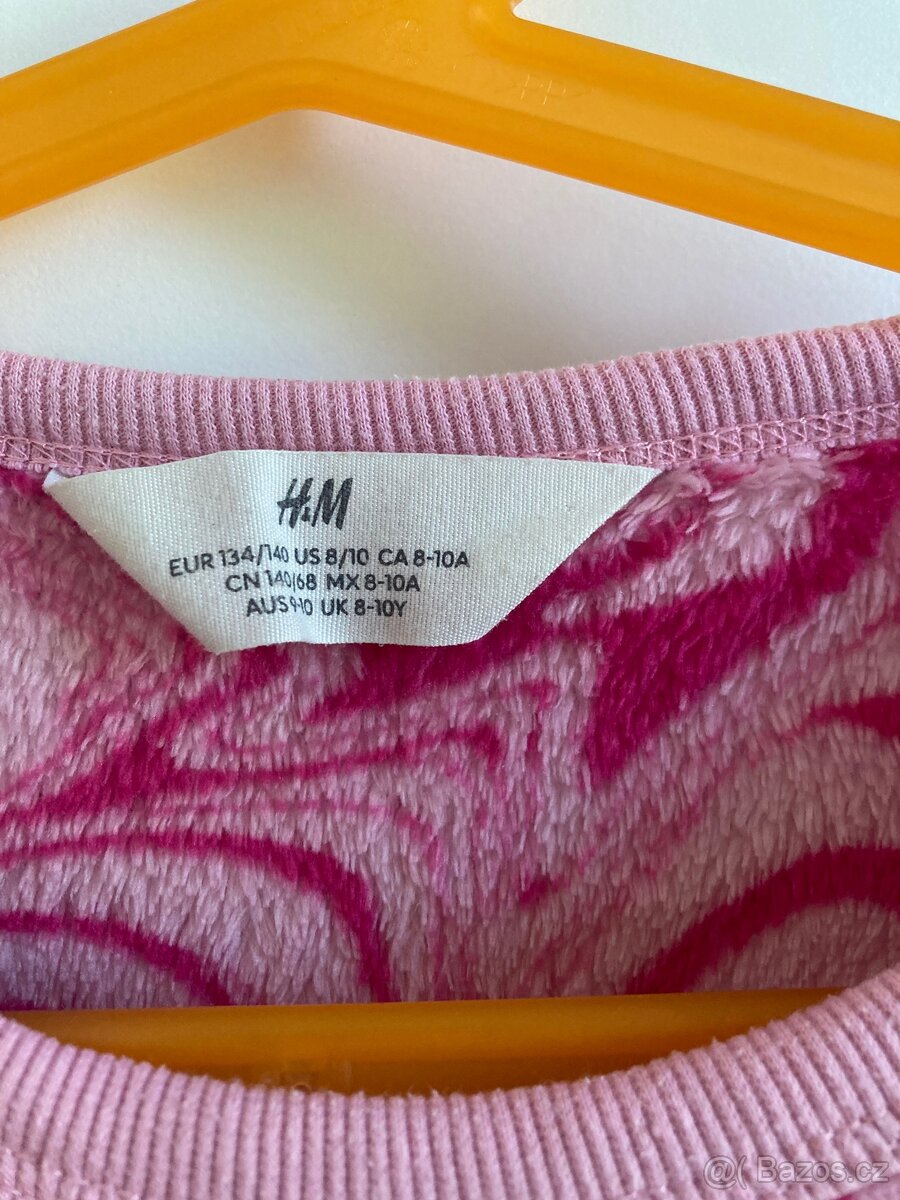 H&M
EUR 134/140 US 8/10 CA 8-10A
CN 140/68 MX 8-10A
AUS 9-10 UK 8-10Y
@( Bazos.cz